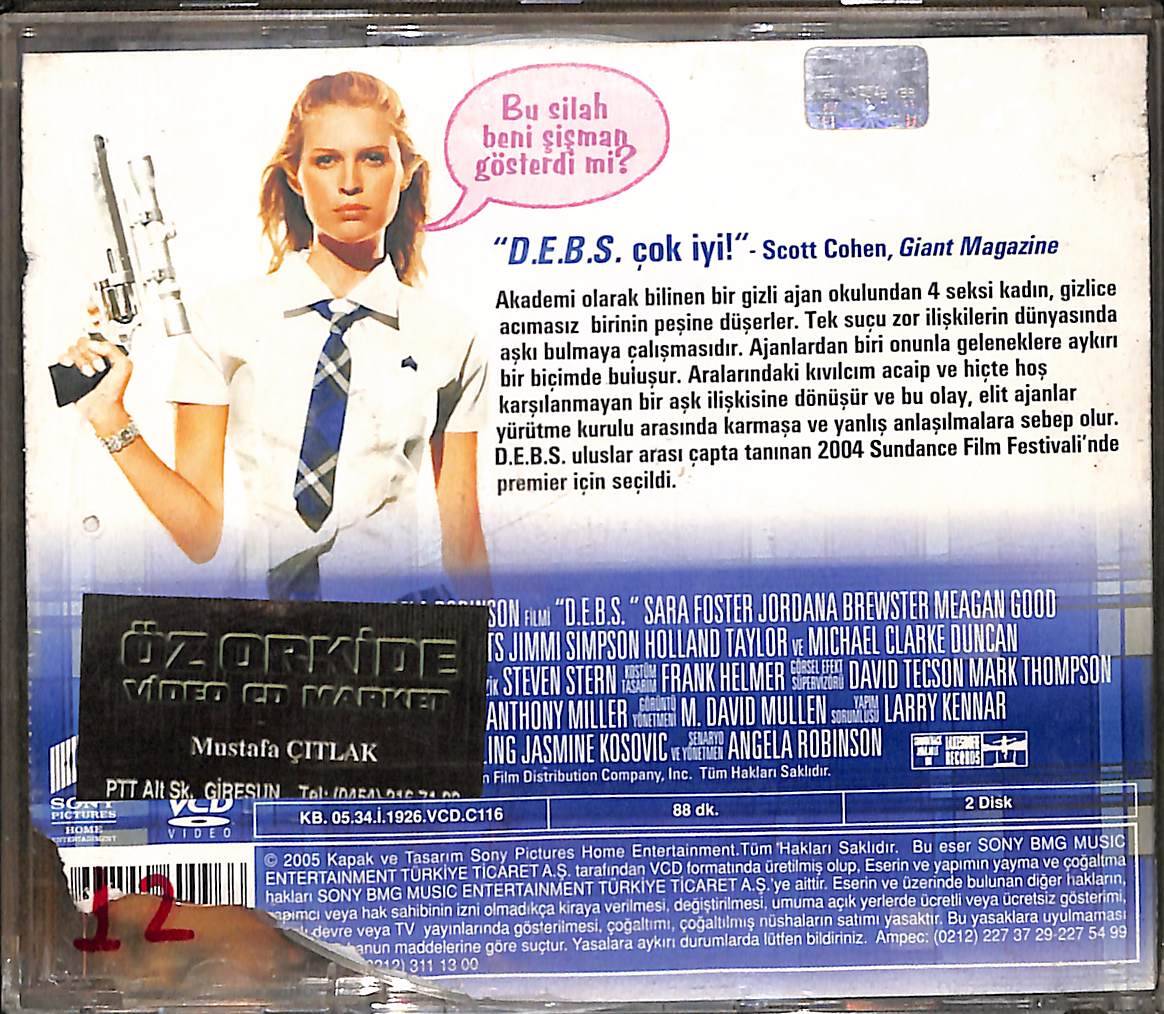 Bu silah
beni şişman
gösterdi mi?
"D.E.B.S. çok iyi!"- Scott Cohen, Giant Magazine
Akademi olarak bilinen bir gizli ajan okulundan 4 seksi kadın, gizlice
acımasız birinin peşine düşerler. Tek suçu zor ilişkilerin dünyasında
aşkı bulmaya çalışmasıdır. Ajanlardan biri onunla geleneklere aykırı
bir biçimde buluşur. Aralarındaki kıvılcım acaip ve hiçte hoş
karşılanmayan bir aşk ilişkisine dönüşür ve bu olay, elit ajanlar
yürütme kurulu arasında karmaşa ve yanlış anlaşılmalara sebep olur.
D.E.B.S. uluslar arası çapta tanınan 2004 Sundance Film Festivali'nde
premier için seçildi.
FİLMİ "D.E.B.S. " SARA FOSTER JORDANA BREWSTER MEAGAN GOOD
JIMMI SIMPSON HOLLAND TAYLOR VE MICHAEL CLARKE DUNCAN
STEVEN STERN KOSTÜM TASARIM FRANK HELMER GÖRSEL EFEKT SÜPERVİZÖRÜ DAVID TECSON MARK THOMPSON
ANTHONY MILLER GÖRÜNTÜ YÖNETMENİ M. DAVID MULLEN YAPIM SORUMLUSU LARRY KENNAR
JASMINE KOSOVIC SENARYO VE YÖNETMEN ANGELA ROBINSON
LAKESHORE RECORDS
Film Distribution Company, Inc. Tüm Hakları Saklıdır.
ÖZ ORKİDE
VİDEO CD MARKET
Mustafa ÇITLAK
PTT Alt Sk. GİRESUN Tel:
SONY
PICTURES
HOME
ENTERTAINMENT
VCD
VIDEO
KB. 05.34.İ.1926.VCD.C116
88 dk.
2 Disk
© 2005 Kapak ve Tasarım Sony Pictures Home Entertainment.Tüm Hakları Saklıdır. Bu eser SONY BMG MUSIC
ENTERTAINMENT TÜRKİYE TİCARET A.Ş. tarafından VCD formatında üretilmiş olup, Eserin ve yapımın yayma ve çoğaltma
hakları SONY BMG MUSIC ENTERTAINMENT TÜRKİYE TİCARET A.Ş.'ye aittir. Eserin ve üzerinde bulunan diğer hakların,
yapımcı veya hak sahibinin izni olmadıkça kiraya verilmesi, değiştirilmesi, umuma açık yerlerde ücretli veya ücretsiz gösterimi,
devre veya TV yayınlarında gösterilmesi, çoğaltımı, çoğaltılmış nüshaların satımı yasaktır. Bu yasaklara uyulmaması
maddelerine göre suçtur. Yasalara aykırı durumlarda lütfen bildiriniz. Ampec: (0212) 227 37 29-227 54 99
311 13 00
12